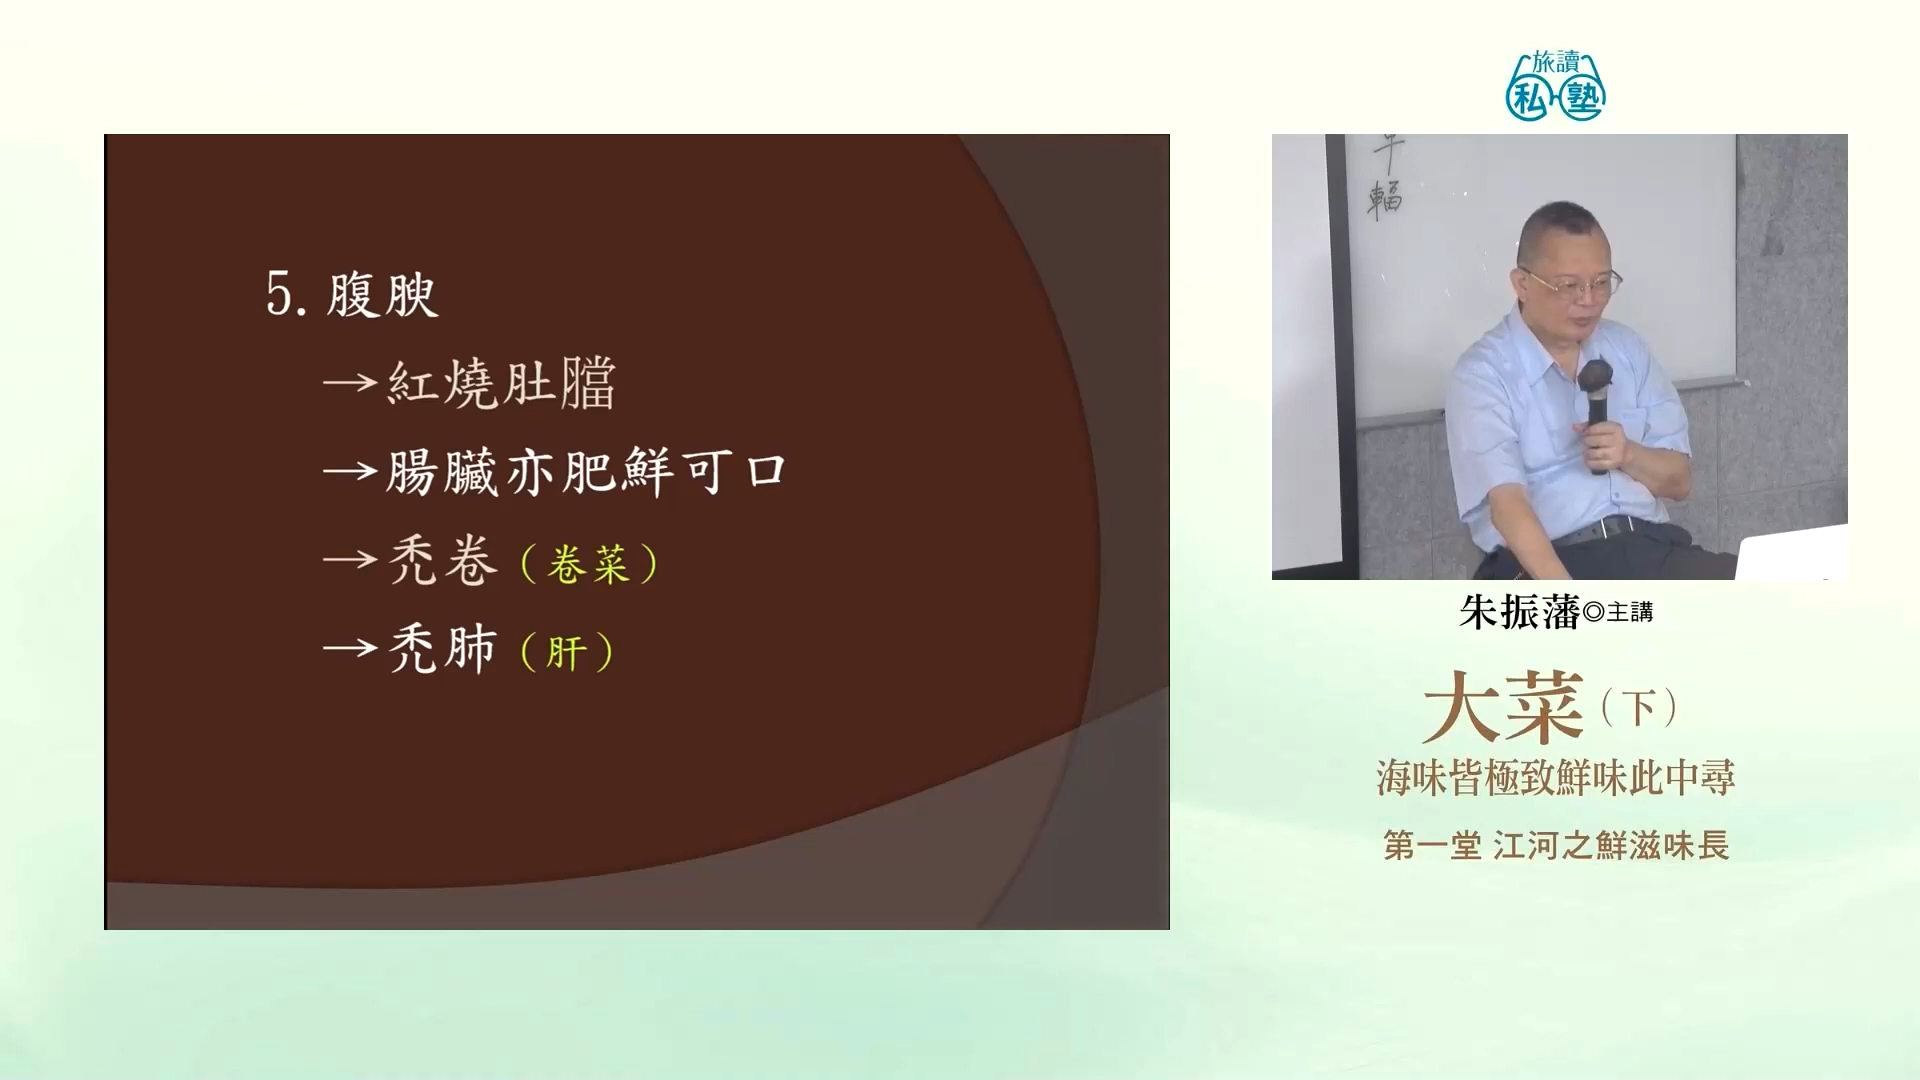 旅讀
私塾
5. 腹腴
→紅燒肚膛
→腸臟亦肥鮮可口
→禿卷（卷菜）
→禿肺（肝）
輻
朱振藩◎主講
大菜（下）
海味皆極致鮮味此中尋
第一堂 江河之鮮滋味長